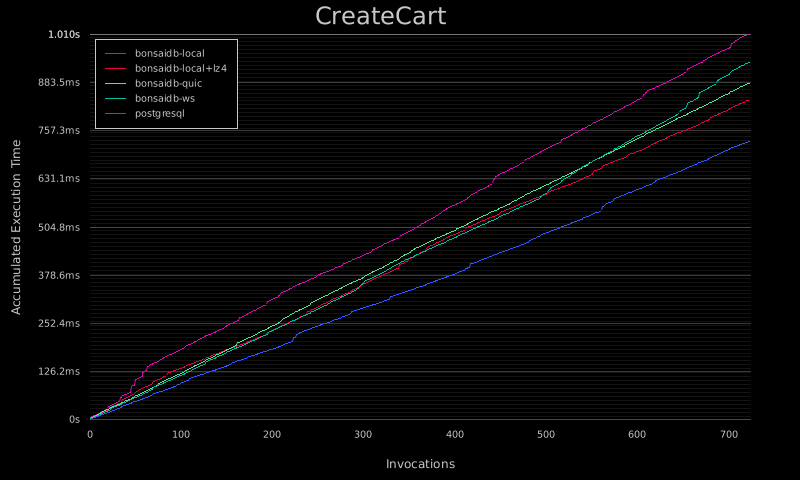 CreateCart
1.010s
883.5ms
757.3ms
631.1ms
504.8ms
378.6ms
252.4ms
126.2ms
0s
Accumulated Execution Time
bonsaidb-local
bonsaidb-local+lz4
bonsaidb-quic
bonsaidb-ws
postgresql
0 100 200 300 400 500 600 700
Invocations